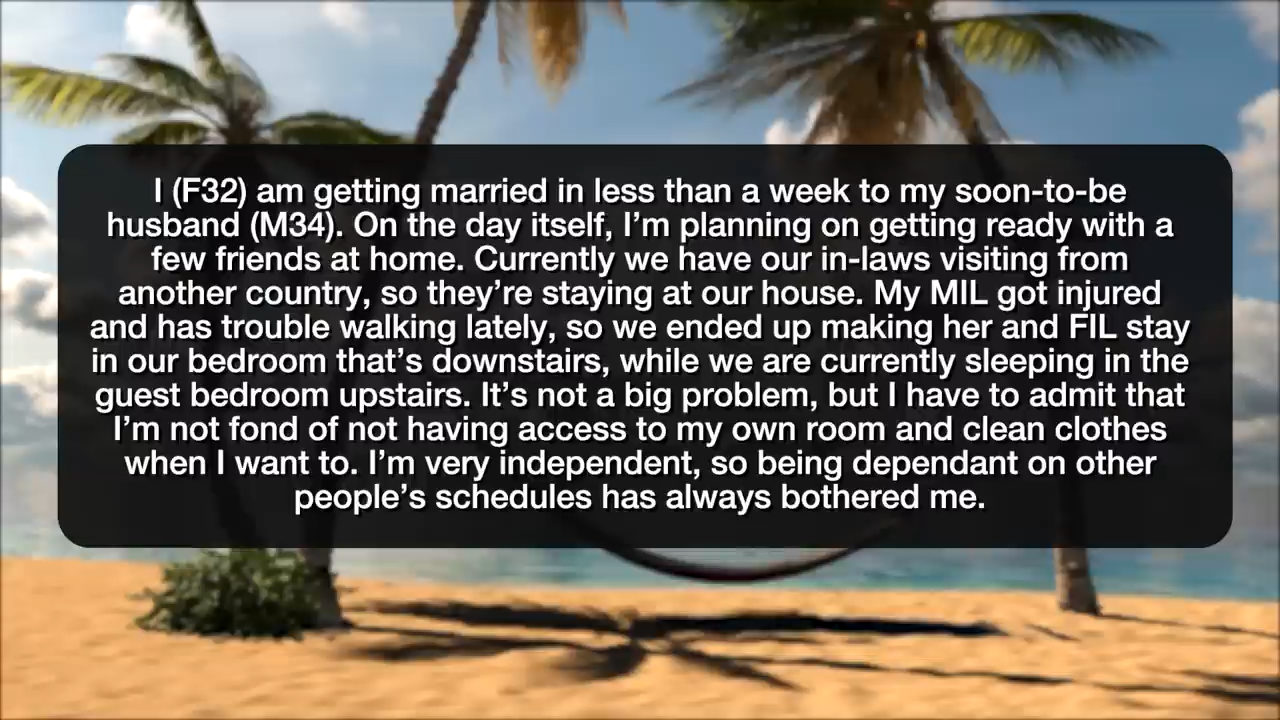 I (F32) am getting married in less than a week to my soon-to-be
husband (M34). On the day itself, I’m planning on getting ready with a
few friends at home. Currently we have our in-laws visiting from
another country, so they’re staying at our house. My MIL got injured
and has trouble walking lately, so we ended up making her and FIL stay
in our bedroom that’s downstairs, while we are currently sleeping in the
guest bedroom upstairs. It’s not a big problem, but I have to admit that
I’m not fond of not having access to my own room and clean clothes
when I want to. I’m very independent, so being dependant on other
people’s schedules has always bothered me.